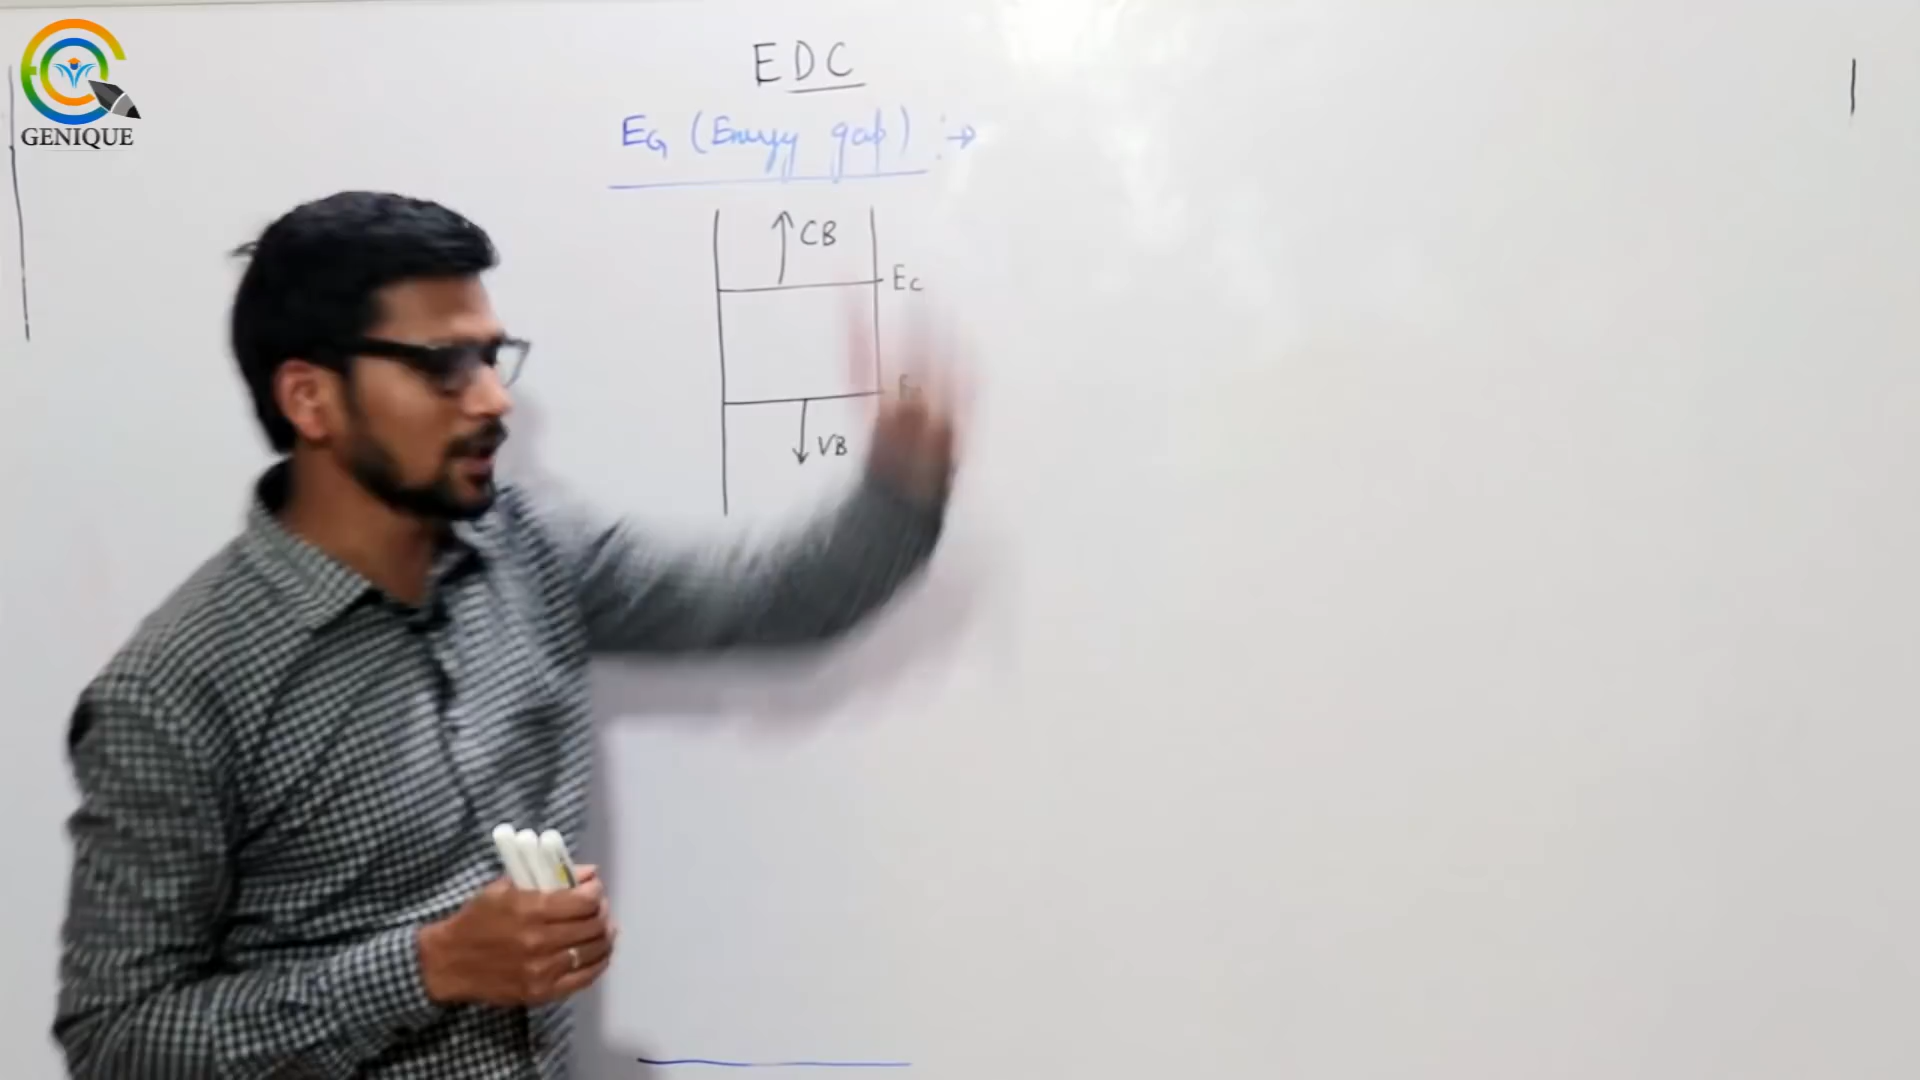 GENIQUE
EDC
EG (Energy gap) :→
CB
Ec
VB